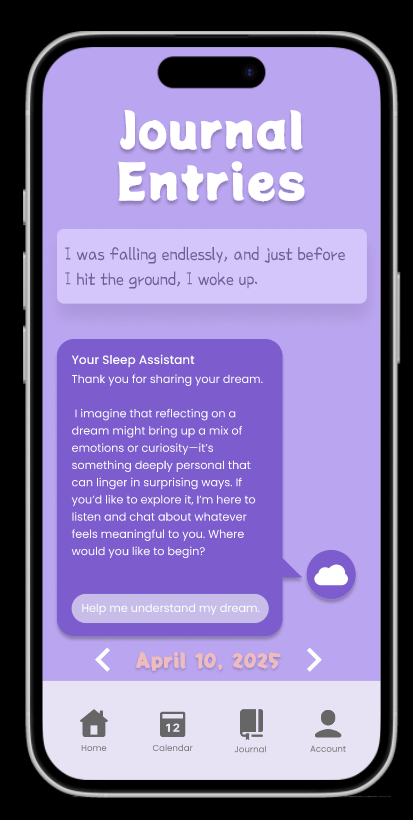 Journal
Entries
I was falling endlessly, and just before
I hit the ground, I woke up.
Your Sleep Assistant
Thank you for sharing your dream.
I imagine that reflecting on a
dream might bring up a mix of
emotions or curiosity—it's
something deeply personal that
can linger in surprising ways. If
you'd like to explore it, I'm here to
listen and chat about whatever
feels meaningful to you. Where
would you like to begin?
Help me understand my dream.
April 10, 2025
12
Home
Calendar
Journal
Account